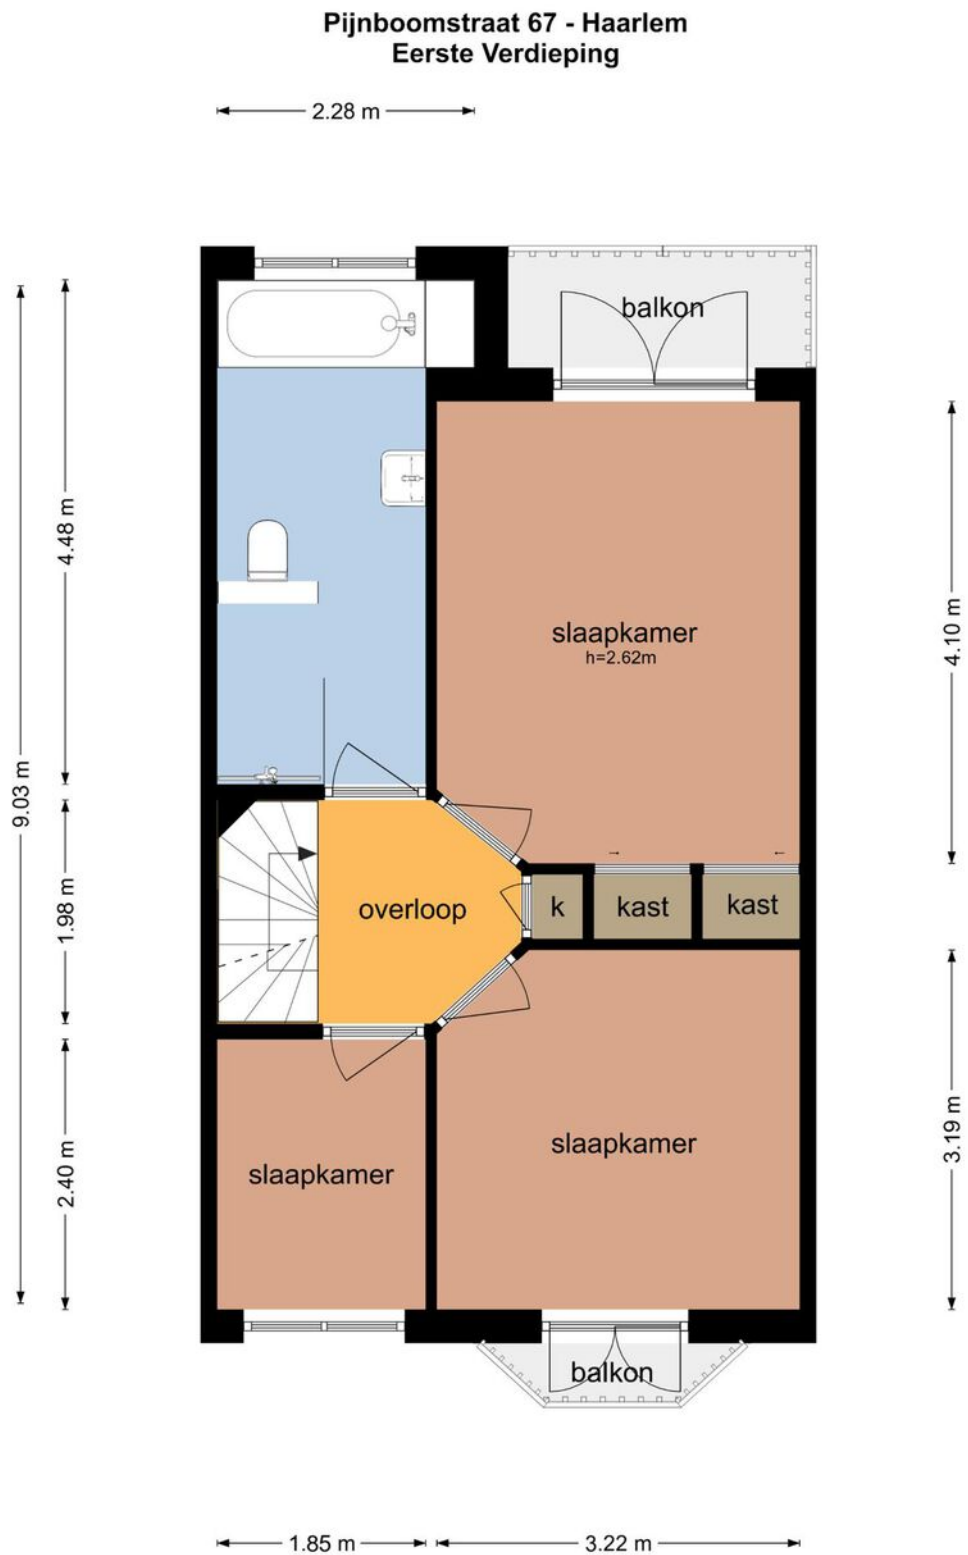 Pijnboomstraat 67 - Haarlem
Eerste Verdieping
2.28 m
balkon
4.48 m
slaapkamer
h=2.62m
4.10 m
9.03 m
1.98 m
overloop
k
kast
kast
2.40 m
slaapkamer
slaapkamer
3.19 m
balkon
1.85 m
3.22 m